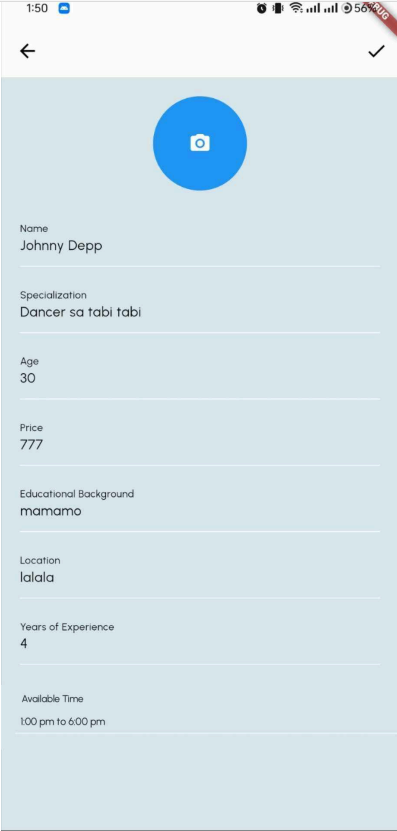 1:50
56%
Name
Johnny Depp
Specialization
Dancer sa tabi tabi
Age
30
Price
777
Educational Background
mamamo
Location
lalala
Years of Experience
4
Available Time
1:00 pm to 6:00 pm